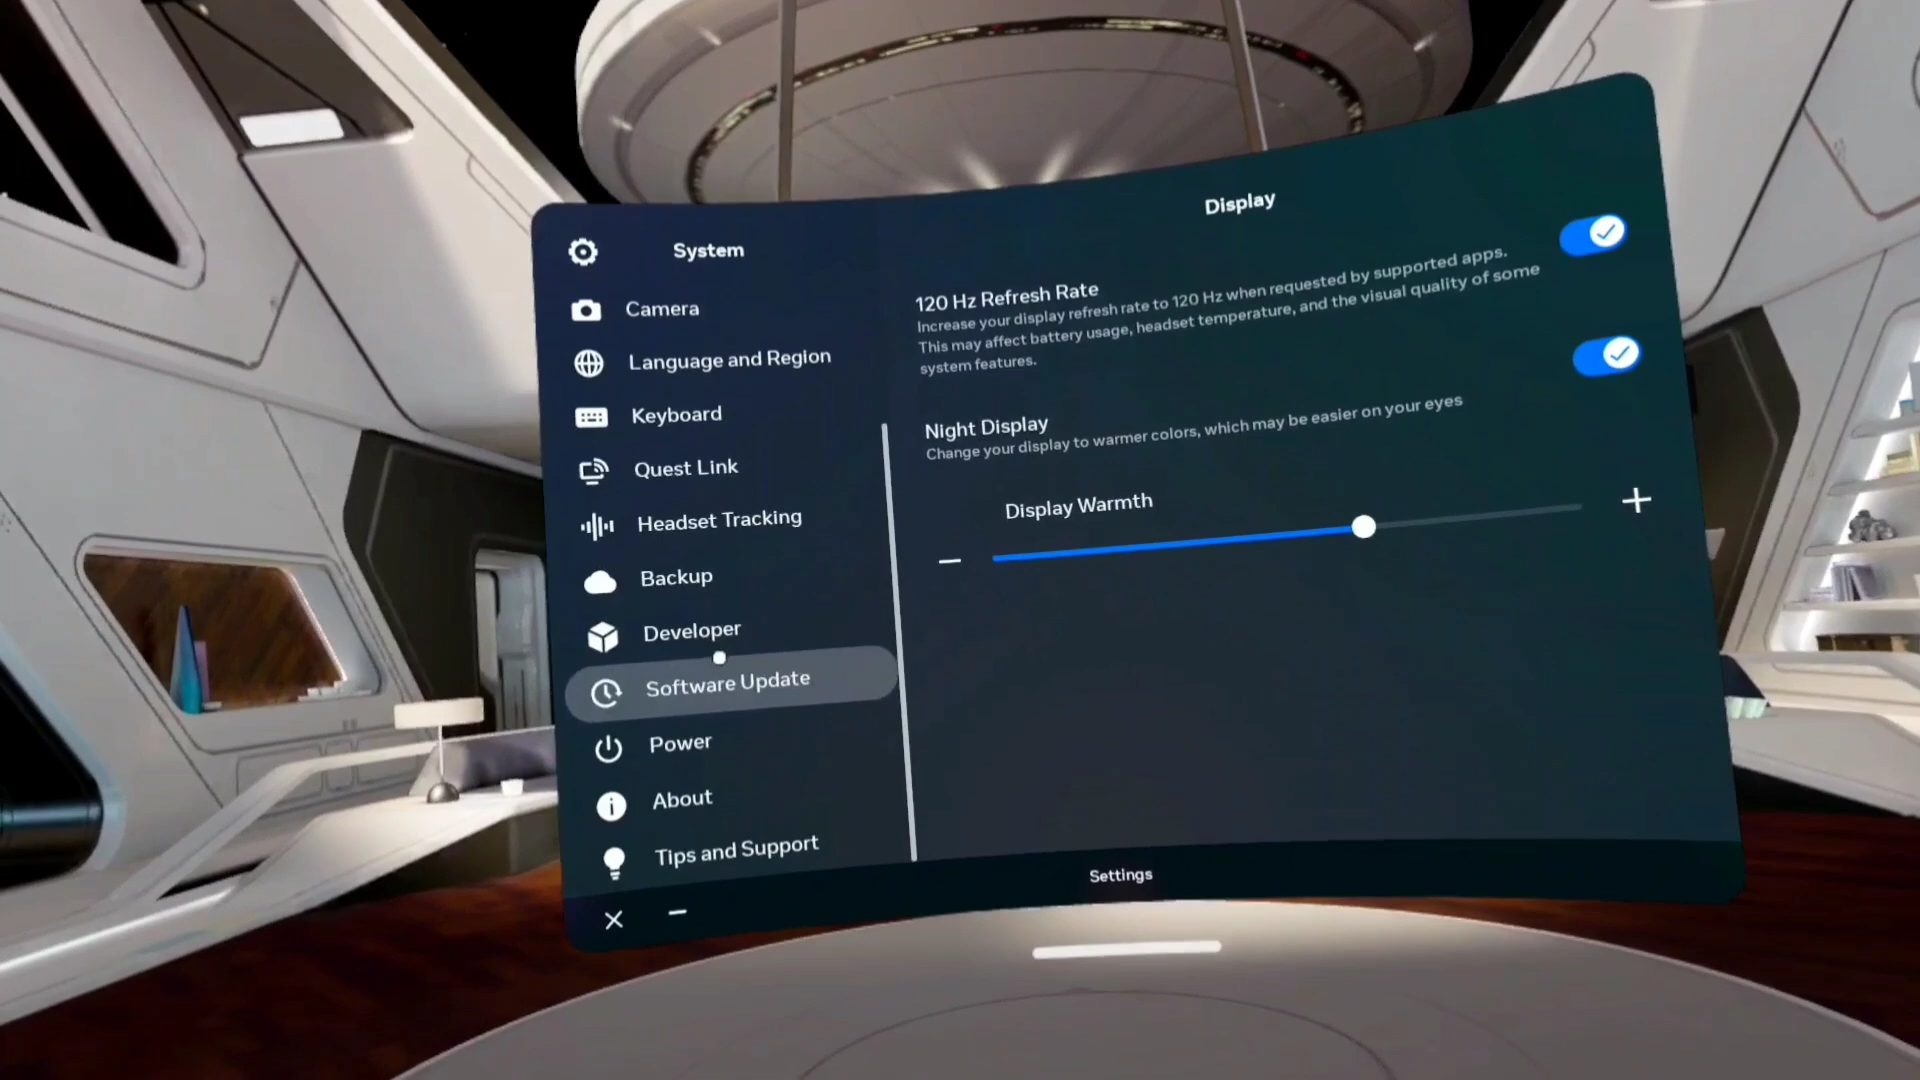 System
Camera
Language and Region
Keyboard
Quest Link
Headset Tracking
Backup
Developer
Software Update
Power
About
Tips and Support
Display
120 Hz Refresh Rate
Increase your display refresh rate to 120 Hz when requested by supported apps.
This may affect battery usage, headset temperature, and the visual quality of some
system features.
Night Display
Change your display to warmer colors, which may be easier on your eyes
Display Warmth
Settings